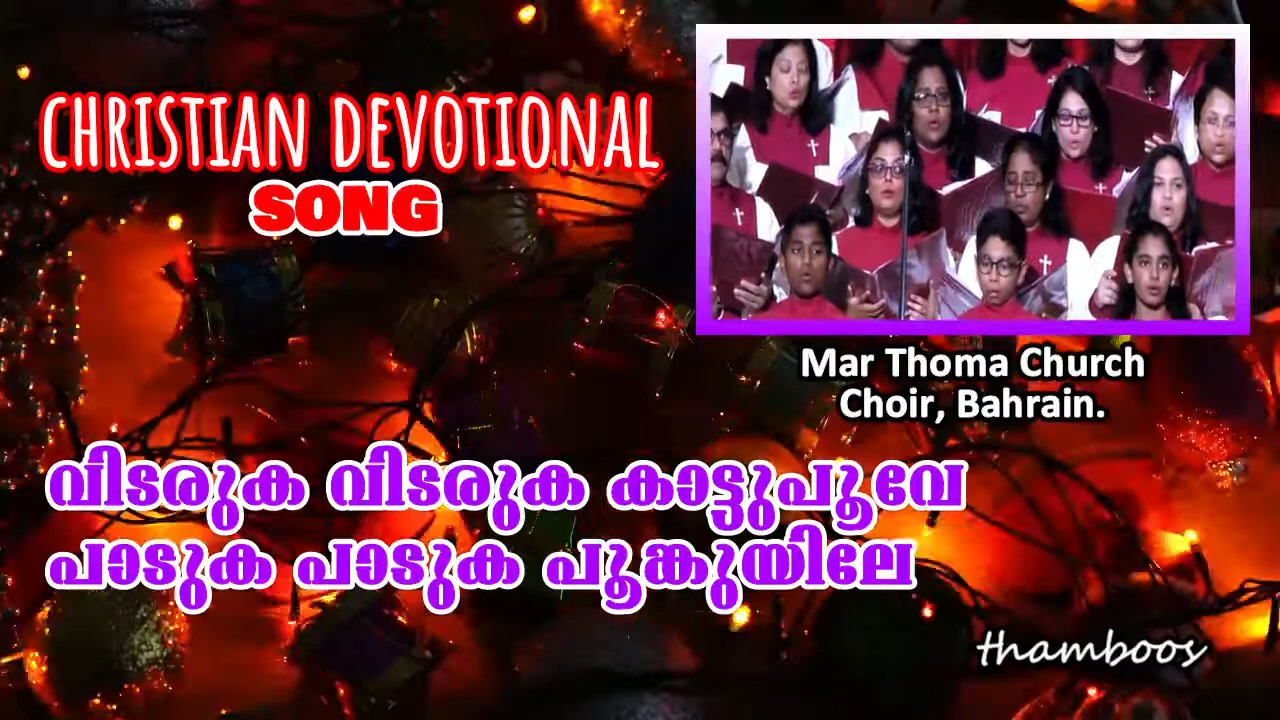 CHRISTIAN DEVOTIONAL
SONG
Mar Thoma Church
Choir, Bahrain.
വിടരുക വിടരുക കാട്ടുപൂവേ
പാടുക പാടുക പൂങ്കുയിലേ
thamboos